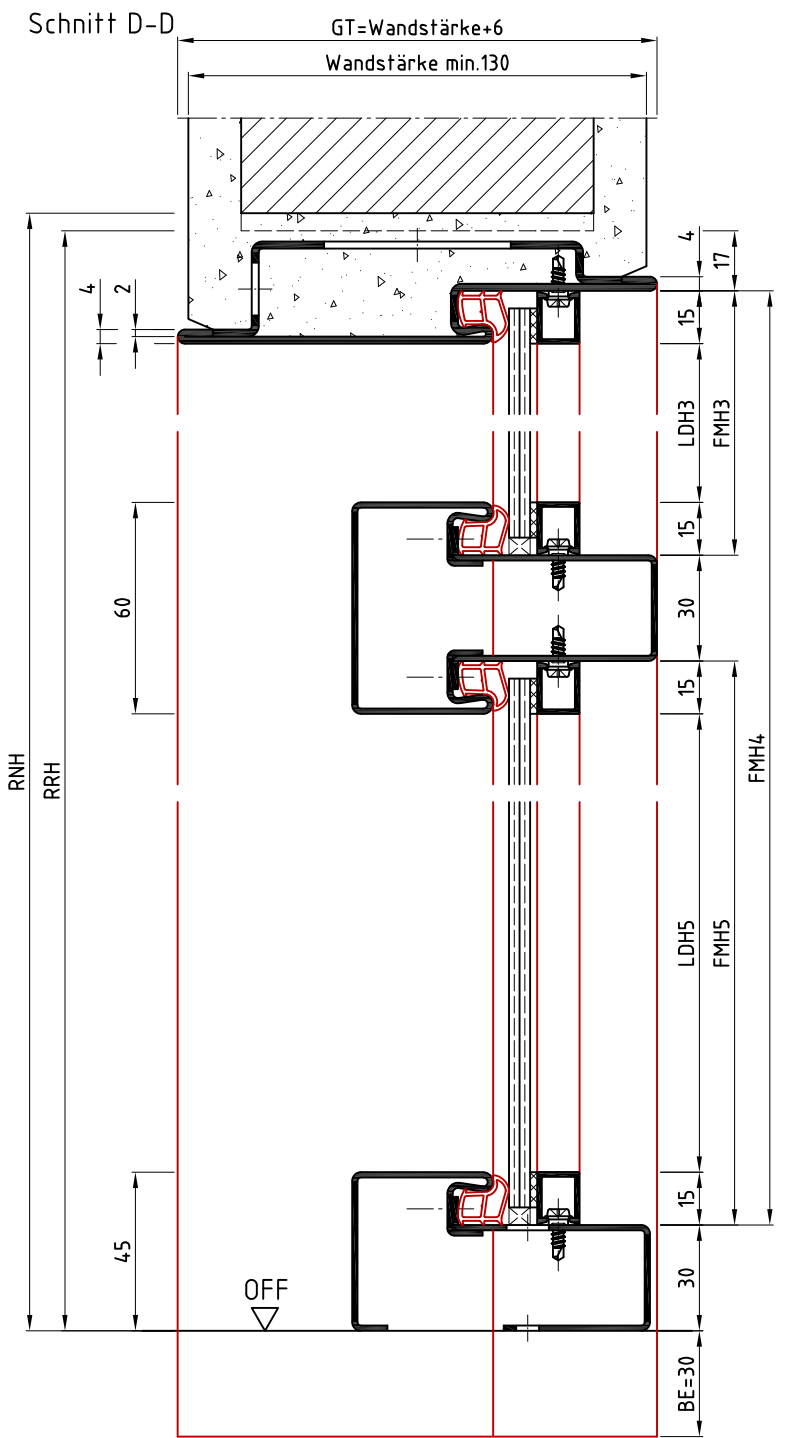 Schnitt D-D
GT=Wandstärke+6
Wandstärke min.130
4
17
4
2
15
LDH3
FMH3
15
60
30
15
RNH
RRH
FMH4
LDH5
FMH5
15
45
30
OFF
BE=30